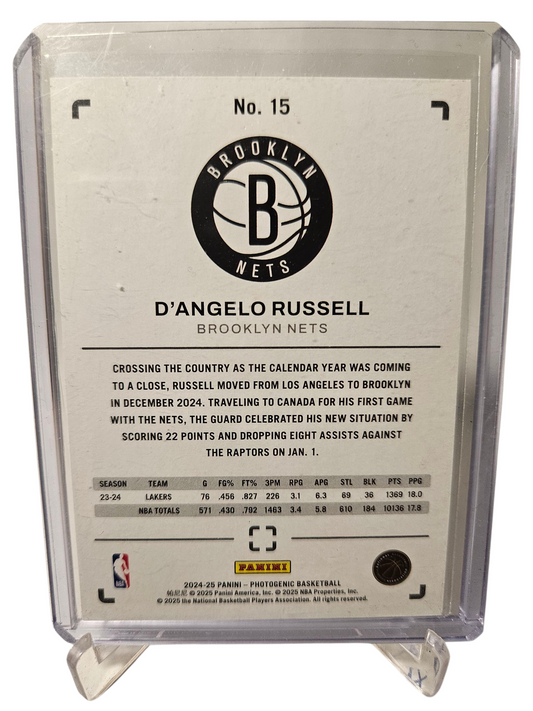 No. 15
BROOKLYN
B
NETS
D'ANGELO RUSSELL
BROOKLYN NETS
CROSSING THE COUNTRY AS THE CALENDAR YEAR WAS COMING
TO A CLOSE, RUSSELL MOVED FROM LOS ANGELES TO BROOKLYN
IN DECEMBER 2024. TRAVELING TO CANADA FOR HIS FIRST GAME
WITH THE NETS, THE GUARD CELEBRATED HIS NEW SITUATION BY
SCORING 22 POINTS AND DROPPING EIGHT ASSISTS AGAINST
THE RAPTORS ON JAN. 1.
SEASON TEAM G FG% FT% 3PM RPG APG STL BLK PTS PPG
23-24 LAKERS 76 .456 .827 226 3.1 6.3 69 36 1369 18.0
NBA TOTALS 571 .430 .792 1463 3.4 5.8 610 184 10136 17.8
PANINI
2024-25 PANINI – PHOTOGENIC BASKETBALL
帕尼尼 © 2025 Panini America, Inc. © 2025 NBA Properties, Inc.
© 2025 the National Basketball Players Association. All rights reserved.